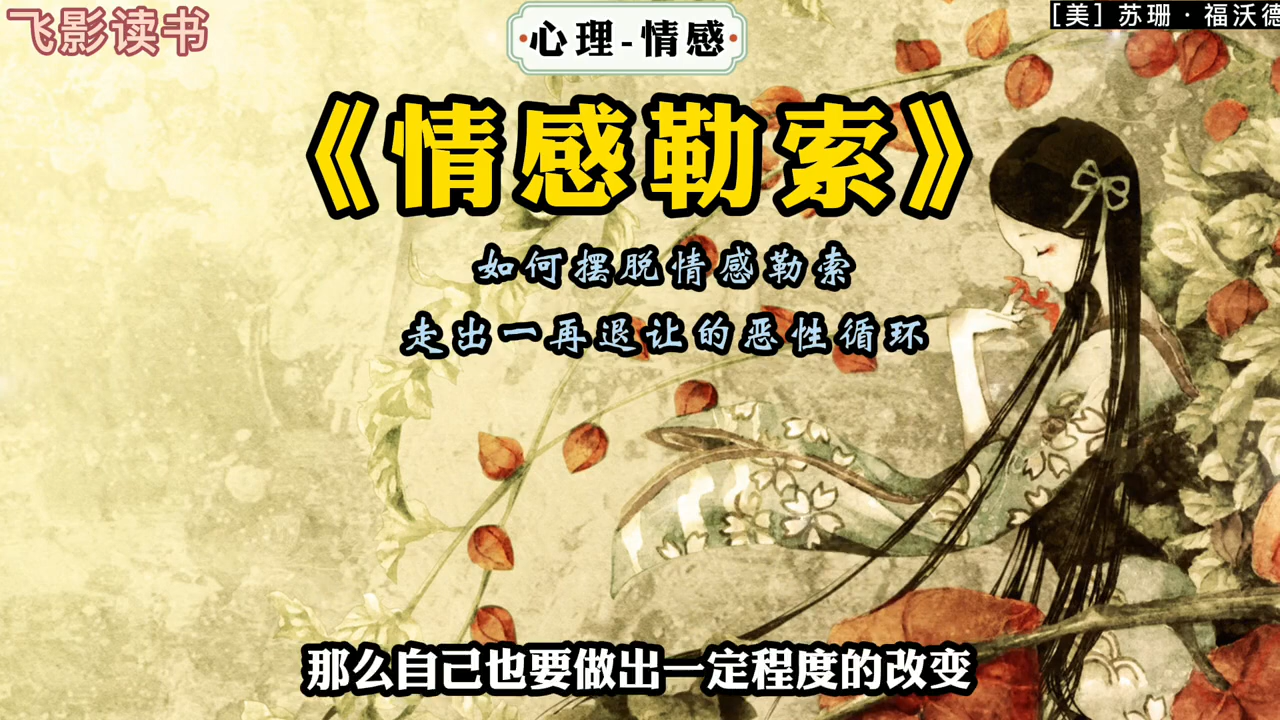 飞影读书
心理-情感
[美] 苏珊·福沃德
《情感勒索》
如何摆脱情感勒索
走出一再退让的恶性循环
那么自己也要做出一定程度的改变